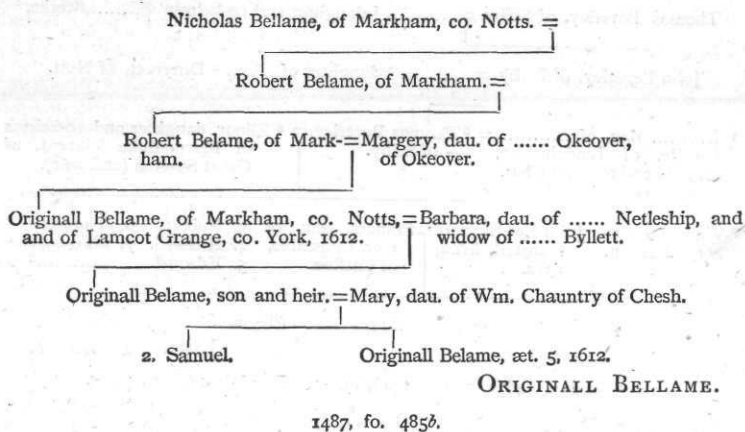 Nicholas Bellame, of Markham, co. Notts. =
Robert Belame, of Markham. =
Robert Belame, of Mark-=Margery, dau. of ...... Okeover,
ham. of Okeover.
Originall Bellame, of Markham, co. Notts,=Barbara, dau. of ...... Netleship, and
and of Lamcot Grange, co. York, 1612. widow of ...... Byllett.
Originall Belame, son and heir.=Mary, dau. of Wm. Chauntry of Chesh.
2. Samuel. Originall Belame, æt. 5, 1612.
ORIGINALL BELLAME.
1487, fo. 485b.